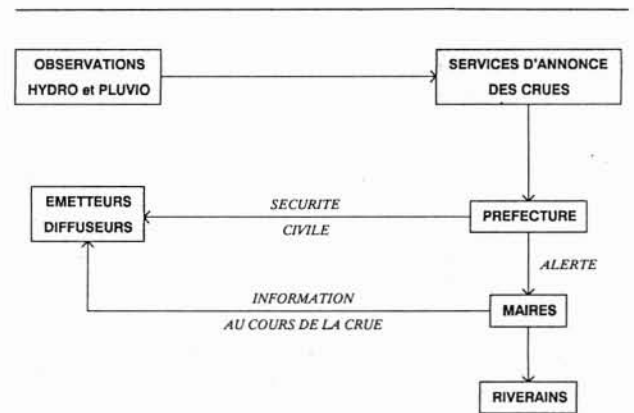 OBSERVATIONS
HYDRO et PLUVIO
SERVICES D'ANNONCE
DES CRUES
EMETTEURS
DIFFUSEURS
SECURITE
CIVILE
PREFECTURE
ALERTE
INFORMATION
AU COURS DE LA CRUE
MAIRES
RIVERAINS